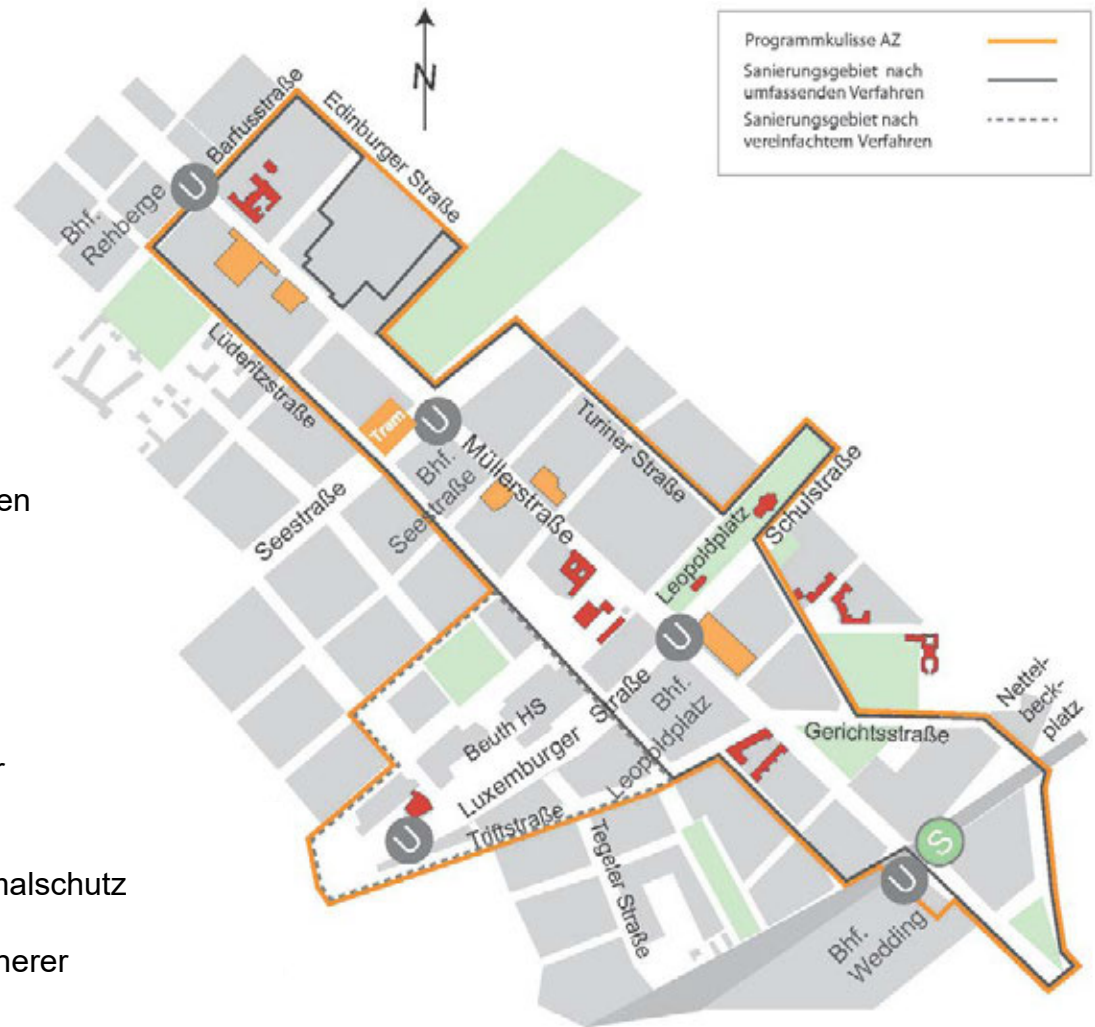 Programmkulisse AZ
Sanierungsgebiet nach
umfassenden Verfahren
Sanierungsgebiet nach
vereinfachtem Verfahren
N
Barfusstraße
Edinburger Straße
U
Bhf.
Rehberge
Lüderitzstraße
Tram
U
Bhf.
Seestraße
Müllerstraße
Turiner Straße
Schulstraße
Leopoldplatz
Seestraße
en
U
Bhf.
Leopoldplatz
Nettel-
beck-
platz
Gerichtsstraße
Beuth HS
Luxemburger Straße
Triftstraße
U
Tegeler Straße
S
U
Bhf.
Wedding
r
nalschutz
nerer